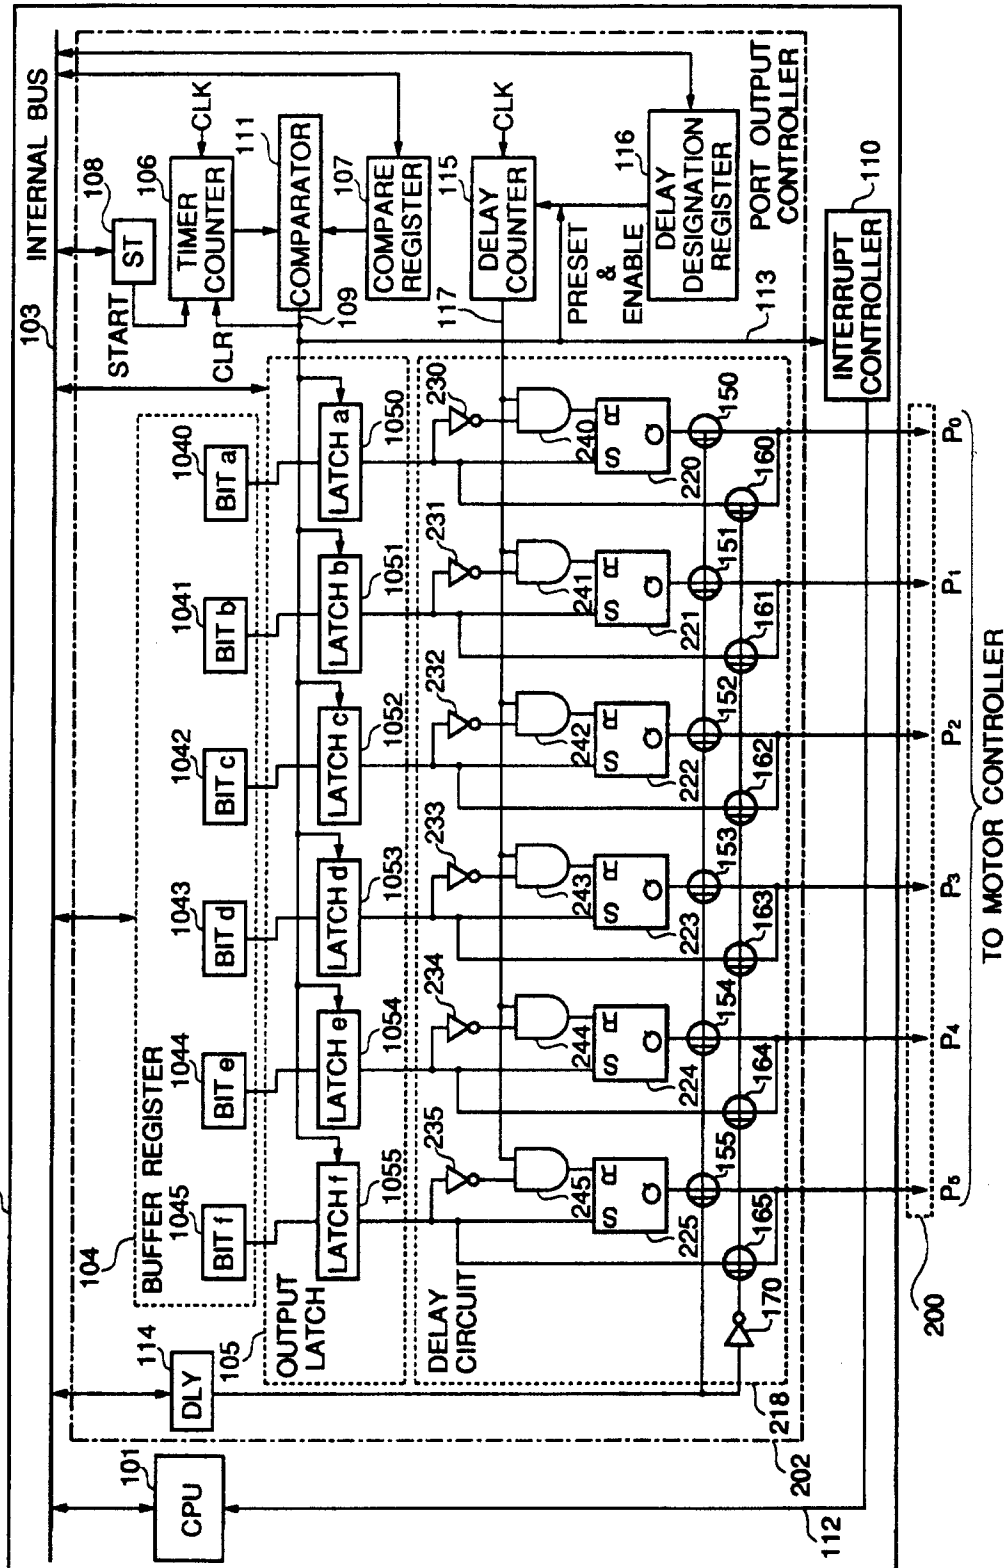 INTERNAL BUS
103
101
CPU
112
114
DLY
104
BUFFER REGISTER
1045
BIT f
1044
BIT e
1043
BIT d
1042
BIT c
1041
BIT b
1040
BIT a
START
108
ST
CLR
106
TIMER
COUNTER
CLK
105
OUTPUT
LATCH
LATCH f
1055
LATCH e
1054
LATCH d
1053
LATCH c
1052
LATCH b
1051
LATCH a
1050
109
COMPARATOR
111
107
COMPARE
REGISTER
DELAY
CIRCUIT
235
234
233
232
231
230
117
115
DELAY
COUNTER
CLK
245
244
243
242
241
240
PRESET
&
ENABLE
116
DELAY
DESIGNATION
REGISTER
S
R
Q
S
R
Q
S
R
Q
S
R
Q
S
R
Q
S
R
Q
225
224
223
222
221
220
155
154
153
152
151
150
165
164
163
162
161
160
170
218
202
113
PORT OUTPUT
CONTROLLER
110
INTERRUPT
CONTROLLER
200
P5
P4
P3
P2
P1
P0
TO MOTOR CONTROLLER